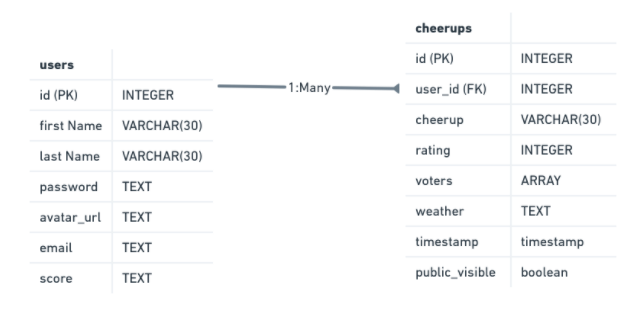 users
id (PK) INTEGER
first Name VARCHAR(30)
last Name VARCHAR(30)
password TEXT
avatar_url TEXT
email TEXT
score TEXT
1:Many
cheerups
id (PK) INTEGER
user_id (FK) INTEGER
cheerup VARCHAR(30)
rating INTEGER
voters ARRAY
weather TEXT
timestamp timestamp
public_visible boolean